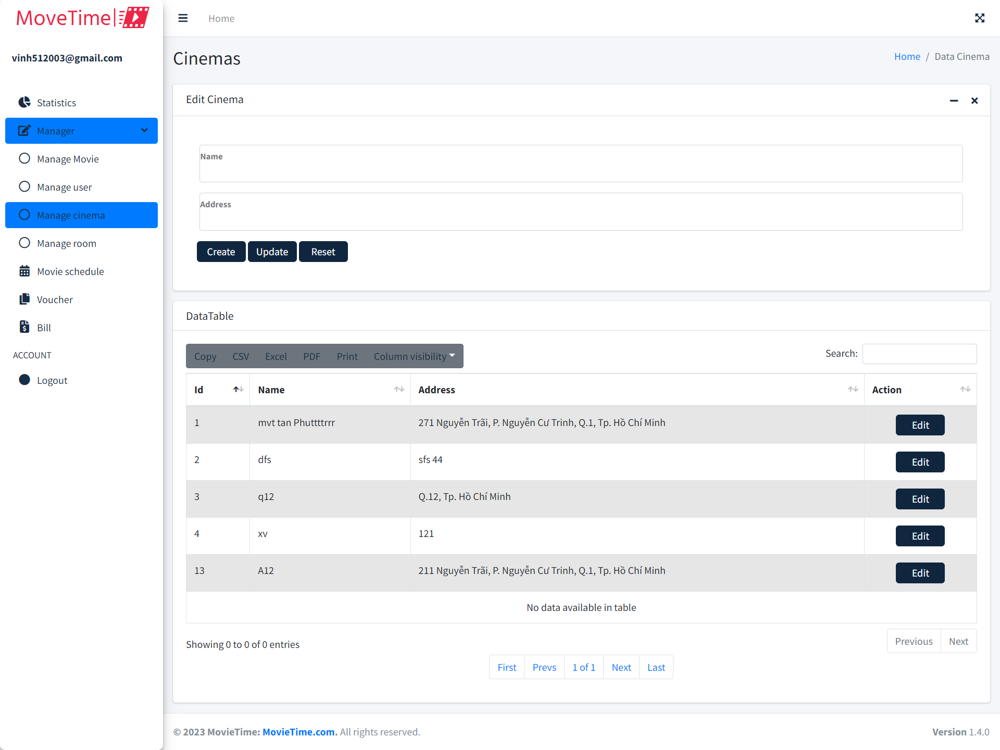 MoveTime
Home
vinh512003@gmail.com
Statistics
Manager
Manage Movie
Manage user
Manage cinema
Manage room
Movie schedule
Voucher
Bill
ACCOUNT
Logout
Cinemas
Home / Data Cinema
Edit Cinema
Name
Address
Create Update Reset
DataTable
Copy CSV Excel PDF Print Column visibility
Search:
Id Name Address Action
1 mvt tan Phuttttrrr 271 Nguyễn Trãi, P. Nguyễn Cư Trinh, Q.1, Tp. Hồ Chí Minh Edit
2 dfs sfs 44 Edit
3 q12 Q.12, Tp. Hồ Chí Minh Edit
4 xv 121 Edit
13 A12 211 Nguyễn Trãi, P. Nguyễn Cư Trinh, Q.1, Tp. Hồ Chí Minh Edit
No data available in table
Showing 0 to 0 of 0 entries
Previous Next
First Prevs 1 of 1 Next Last
© 2023 MovieTime: MovieTime.com. All rights reserved.
Version 1.4.0